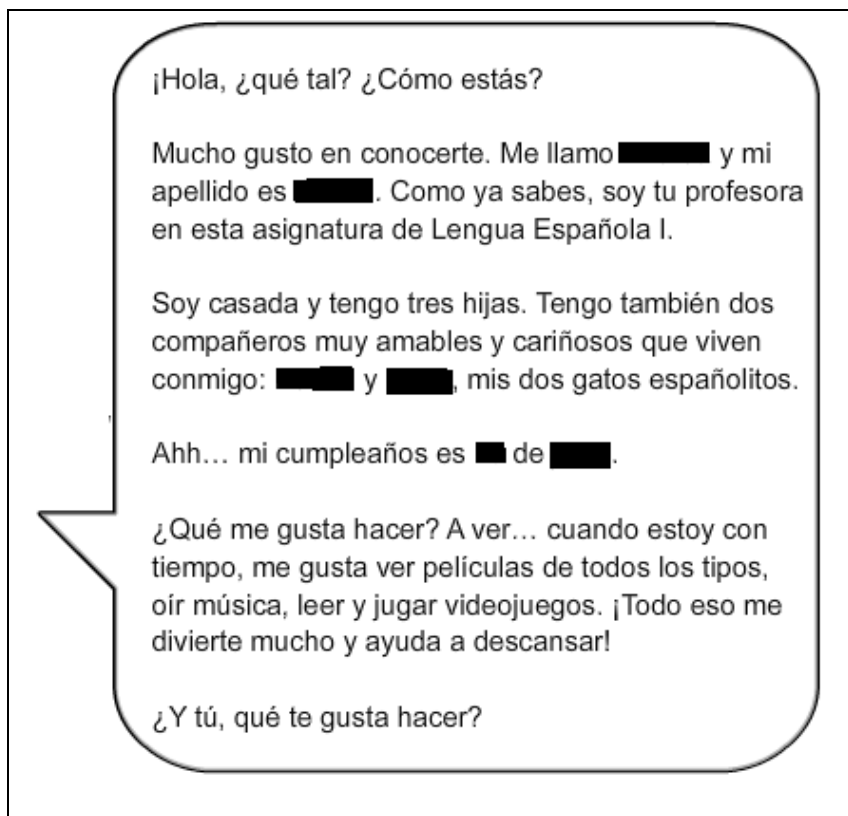 ¡Hola, ¿qué tal? ¿Cómo estás?
Mucho gusto en conocerte. Me llamo y mi
apellido es . Como ya sabes, soy tu profesora
en esta asignatura de Lengua Española I.
Soy casada y tengo tres hijas. Tengo también dos
compañeros muy amables y cariñosos que viven
conmigo: y , mis dos gatos españolitos.
Ahh… mi cumpleaños es de .
¿Qué me gusta hacer? A ver… cuando estoy con
tiempo, me gusta ver películas de todos los tipos,
oír música, leer y jugar videojuegos. ¡Todo eso me
divierte mucho y ayuda a descansar!
¿Y tú, qué te gusta hacer?